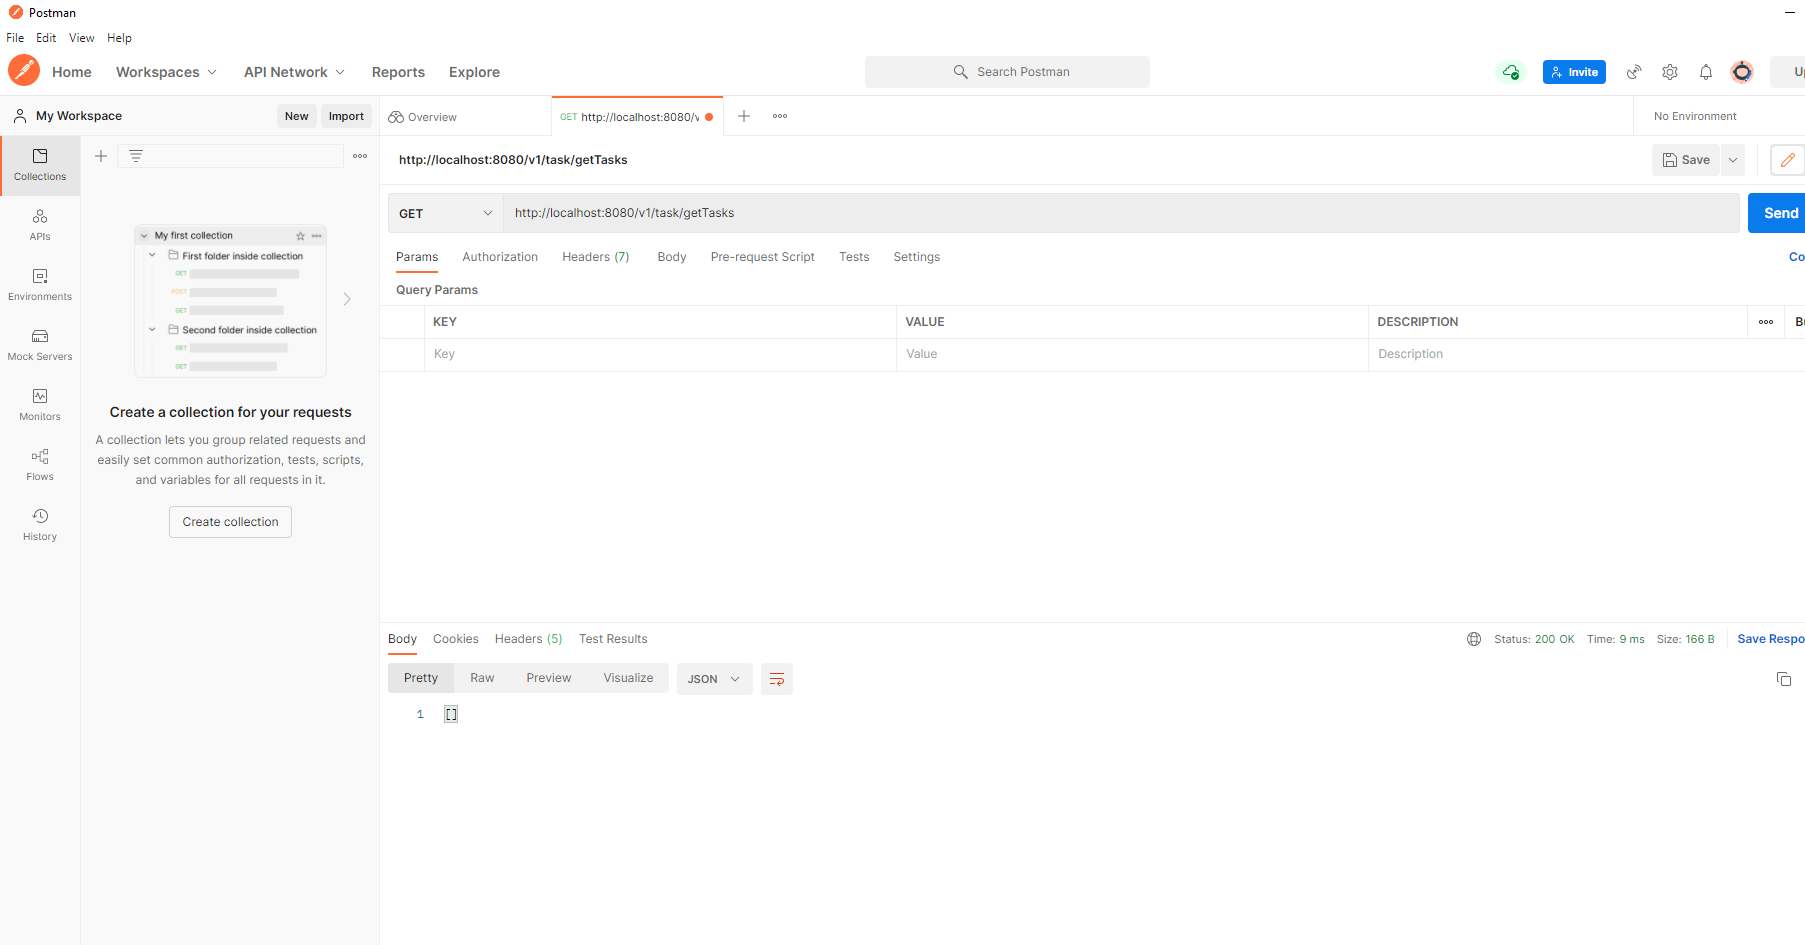 Postman
File Edit View Help
Home Workspaces API Network Reports Explore Search Postman Invite
My Workspace New Import Overview GET http://localhost:8080/v No Environment
http://localhost:8080/v1/task/getTasks Save
Collections
GET http://localhost:8080/v1/task/getTasks Send
APIs
My first collection
First folder inside collection
GET
POST
GET
Second folder inside collection
GET
GET
Params Authorization Headers (7) Body Pre-request Script Tests Settings Co
Query Params
Environments
KEY VALUE DESCRIPTION
Key Value Description
Mock Servers
Monitors
Flows
History
Create a collection for your requests
A collection lets you group related requests and
easily set common authorization, tests, scripts,
and variables for all requests in it.
Create collection
Body Cookies Headers (5) Test Results Status: 200 OK Time: 9 ms Size: 166 B Save Respo
Pretty Raw Preview Visualize JSON
1 []